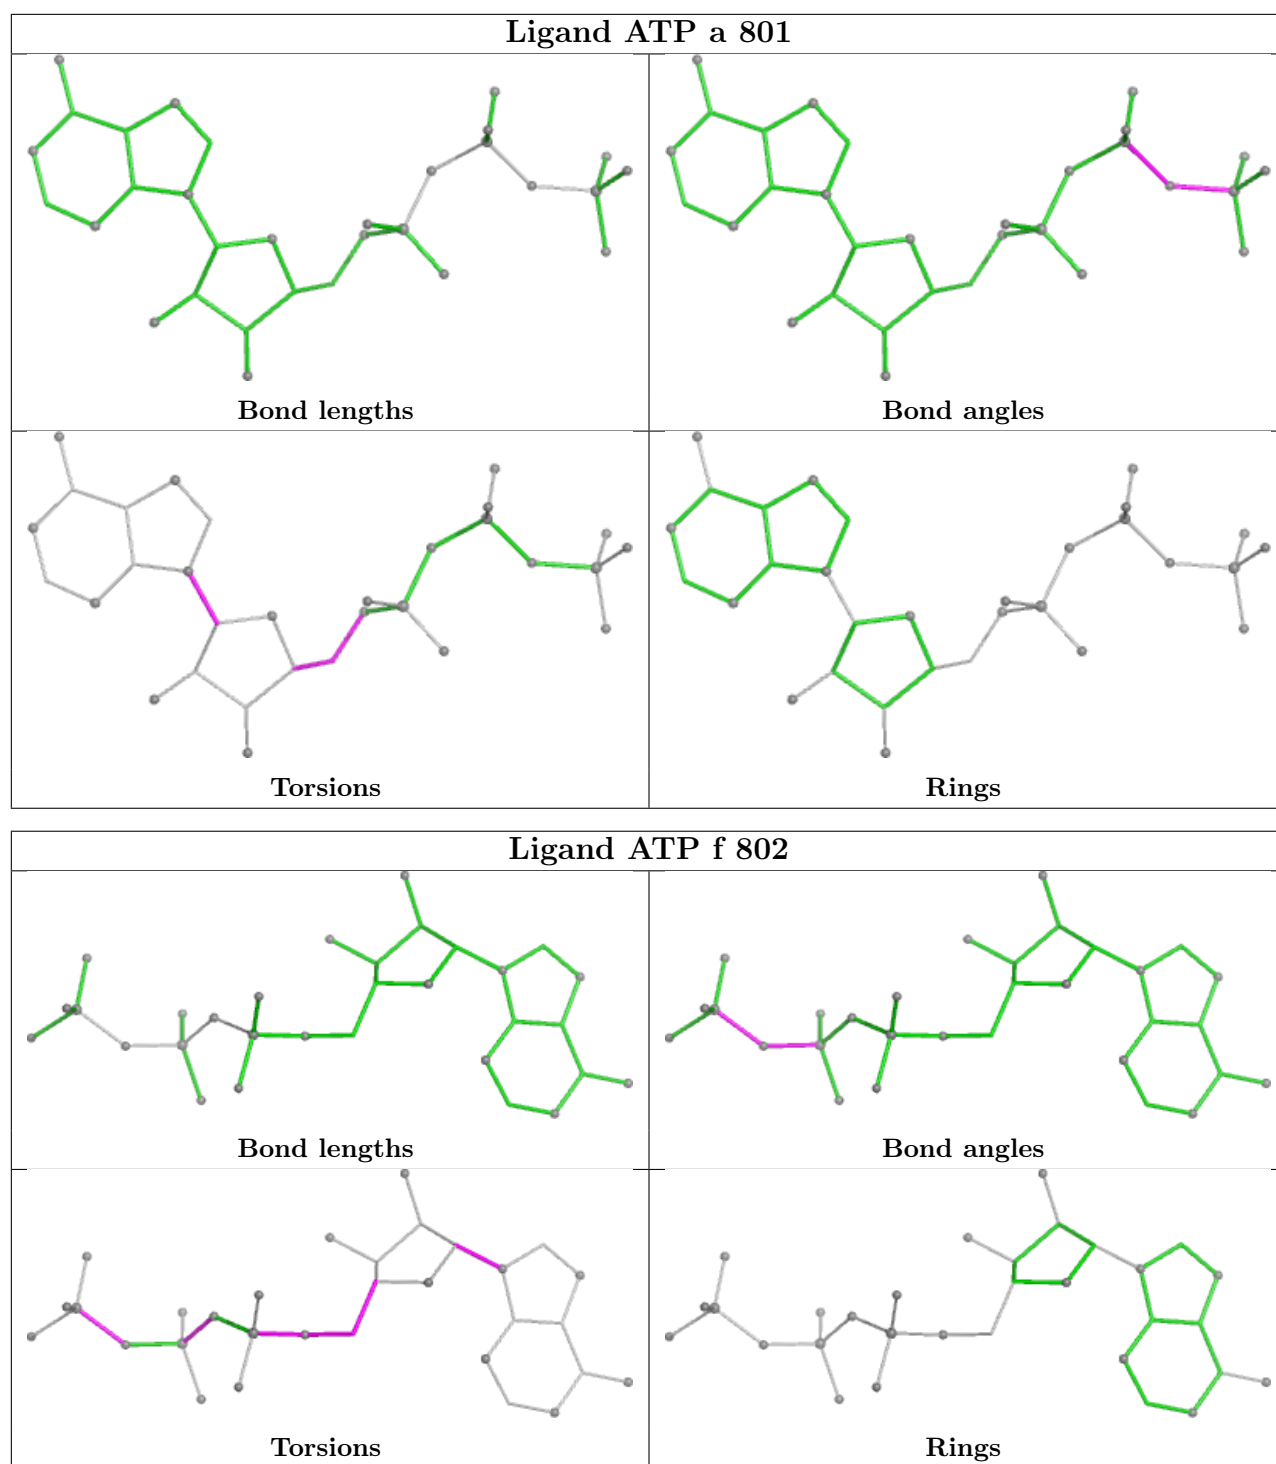 Ligand ATP a 801
Bond lengths
Bond angles
Torsions
Rings
Ligand ATP f 802
Bond lengths
Bond angles
Torsions
Rings